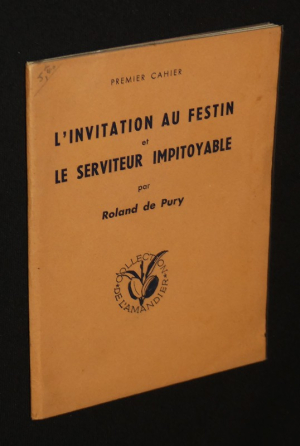 PREMIER CAHIER
L'INVITATION AU FESTIN
et
LE SERVITEUR IMPITOYABLE
par
Roland de Pury
COLLECTION
DE L'AMANDIER